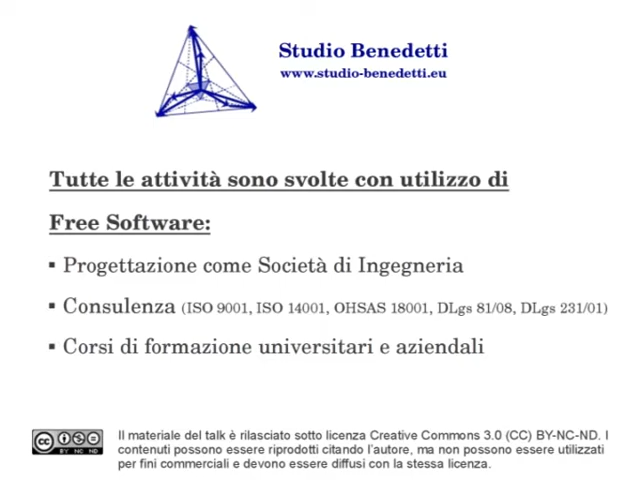 Studio Benedetti
www.studio-benedetti.eu
Tutte le attività sono svolte con utilizzo di
Free Software:
▪ Progettazione come Società di Ingegneria
▪ Consulenza (ISO 9001, ISO 14001, OHSAS 18001, DLgs 81/08, DLgs 231/01)
▪ Corsi di formazione universitari e aziendali
cc
BY NC ND
Il materiale del talk è rilasciato sotto licenza Creative Commons 3.0 (CC) BY-NC-ND. I
contenuti possono essere riprodotti citando l'autore, ma non possono essere utilizzati
per fini commerciali e devono essere diffusi con la stessa licenza.